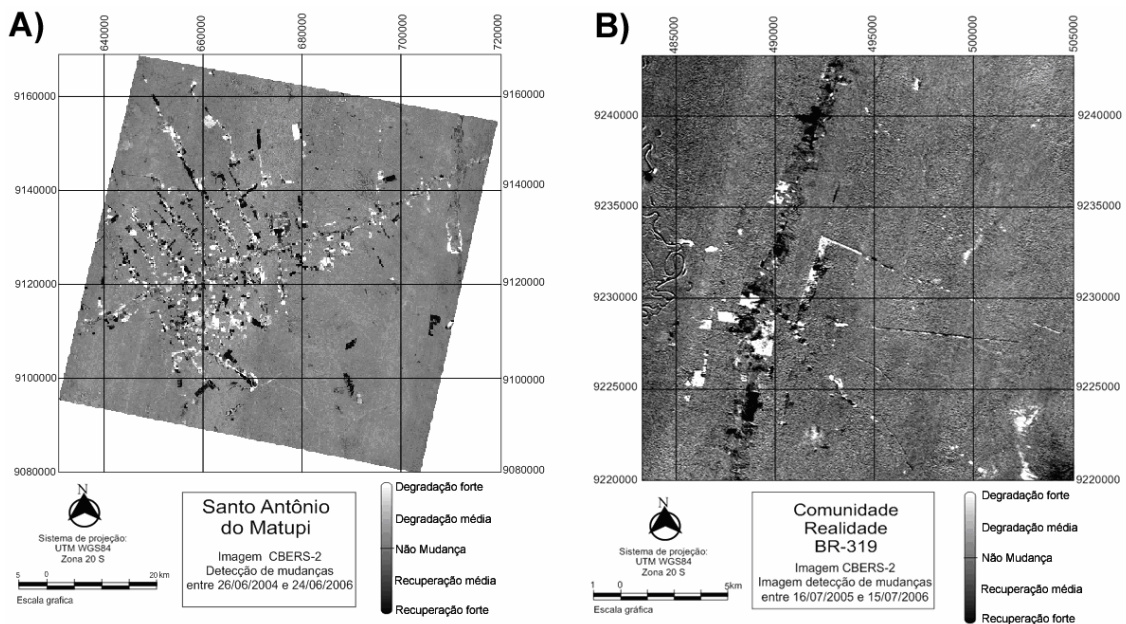 A)
640000
660000
680000
700000
720000
9160000
9160000
9140000
9140000
9120000
9120000
9100000
9100000
9080000
9080000
N
Sistema de projeção:
UTM WGS84
Zona 20 S
5 0 20 km
Escala grafica
Santo Antônio
do Matupi
Imagem CBERS-2
Detecção de mudanças
entre 26/06/2004 e 24/06/2006
Degradação forte
Degradação média
Não Mudança
Recuperação média
Recuperação forte
B)
485000
490000
495000
500000
505000
9240000
9240000
9235000
9235000
9230000
9230000
9225000
9225000
9220000
9220000
N
Sistema de projeção:
UTM WGS84
Zona 20 S
1 0 5km
Escala gráfica
Comunidade
Realidade
BR-319
Imagem CBERS-2
Imagem detecção de mudanças
entre 16/07/2005 e 15/07/2006
Degradação forte
Degradação média
Não Mudança
Recuperação média
Recuperação forte